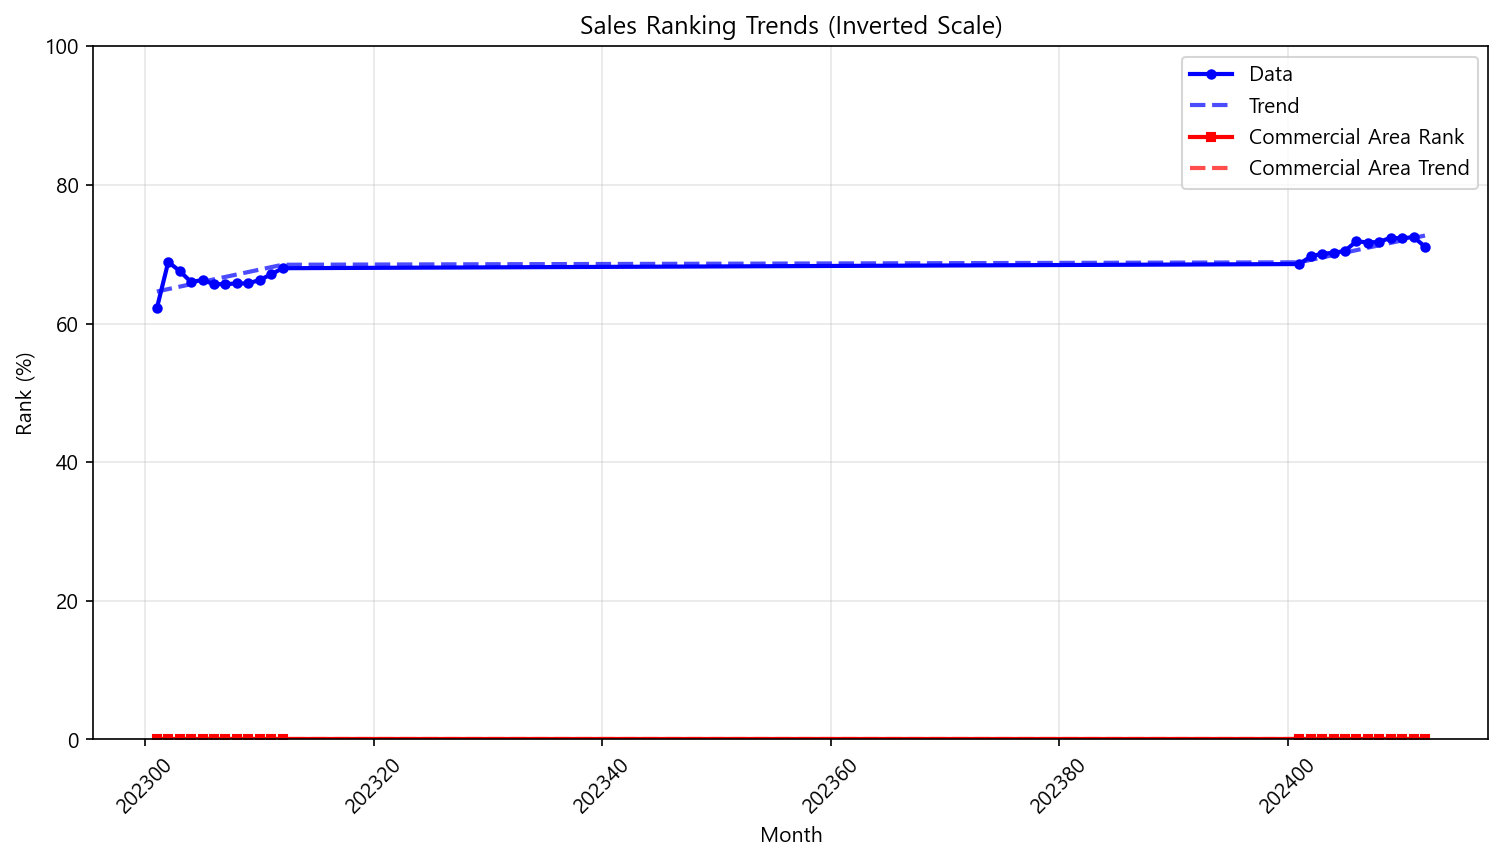 Sales Ranking Trends (Inverted Scale)
100
80
60
40
20
0
Rank (%)
Data
Trend
Commercial Area Rank
Commercial Area Trend
202300
202320
202340
202360
202380
202400
Month